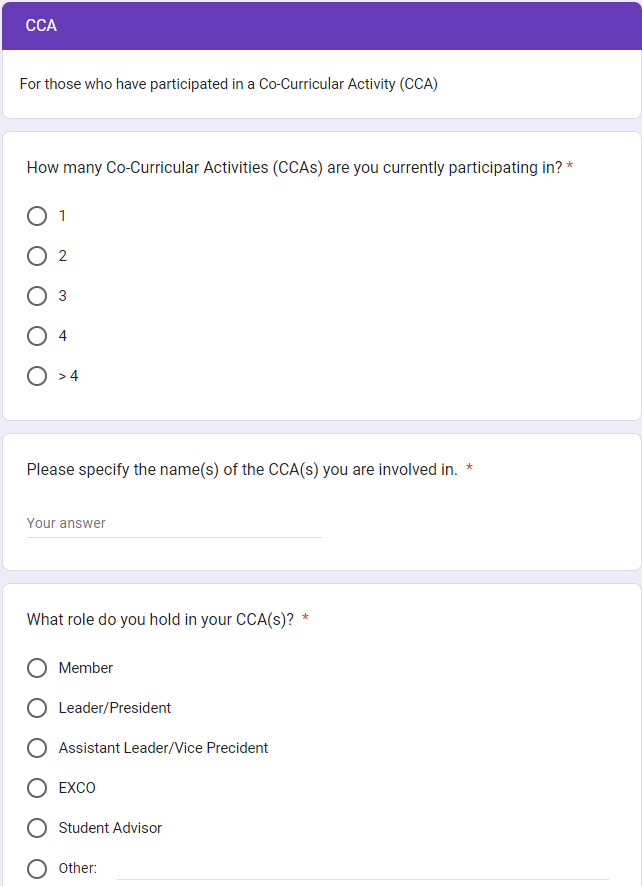 CCA
For those who have participated in a Co-Curricular Activity (CCA)
How many Co-Curricular Activities (CCAs) are you currently participating in? *
1
2
3
4
> 4
Please specify the name(s) of the CCA(s) you are involved in. *
Your answer
What role do you hold in your CCA(s)? *
Member
Leader/President
Assistant Leader/Vice Precident
EXCO
Student Advisor
Other: